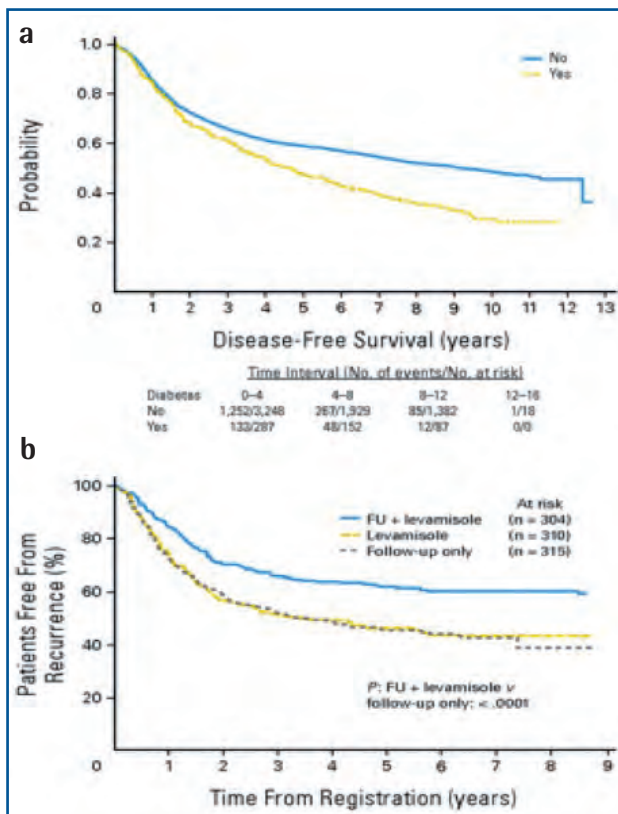 a
1.0
0.8
0.6
0.4
0.2
0
Probability
No
Yes
1 2 3 4 5 6 7 8 9 10 11 12 13
Disease-Free Survival (years)
Time Interval (No. of events/No. at risk)
Diabetes 0–4 4–8 8–12 12–16
No 1,252/3,248 267/1,929 85/1,382 1/18
Yes 133/287 48/152 12/87 0/0
b
100
80
60
40
20
0
Patients Free From
Recurrence (%)
At risk
FU + levamisole (n = 304)
Levamisole (n = 310)
Follow-up only (n = 315)
P: FU + levamisole v
follow-up only: < .0001
1 2 3 4 5 6 7 8 9
Time From Registration (years)